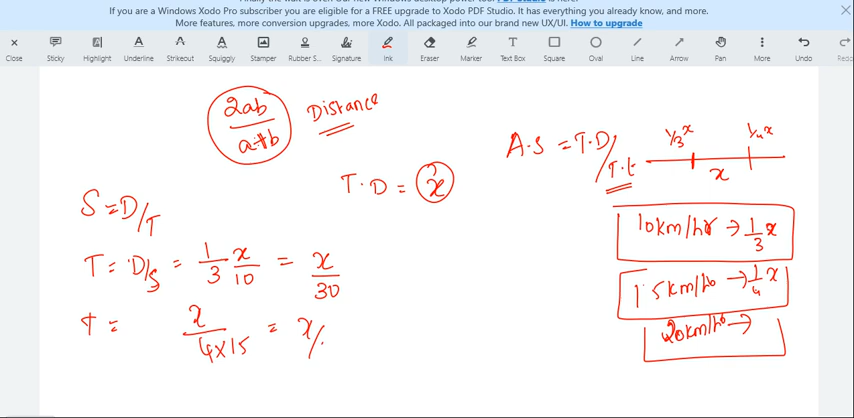 If you are a Windows Xodo Pro subscriber you are eligible for a FREE upgrade to Xodo PDF Studio. It has everything you already know, and more.
More features, more conversion upgrades, more Xodo. All packaged into our brand new UX/UI. How to upgrade
Close Sticky Highlight Underline Strikeout Squiggly Stamper Rubber S... Signature Ink Eraser Marker Text Box Square Oval Line Arrow Pan More Undo
2ab/a+b Distance
A.S = T.D/T.t
1/3 x 1/4 x
x
T.D = x
S = D/T
10km/hr → 1/3 x
T = D/S = 1/3 x/10 = x/30
15km/hr → 1/4 x
T = x/4×15 = x/
20km/hr →